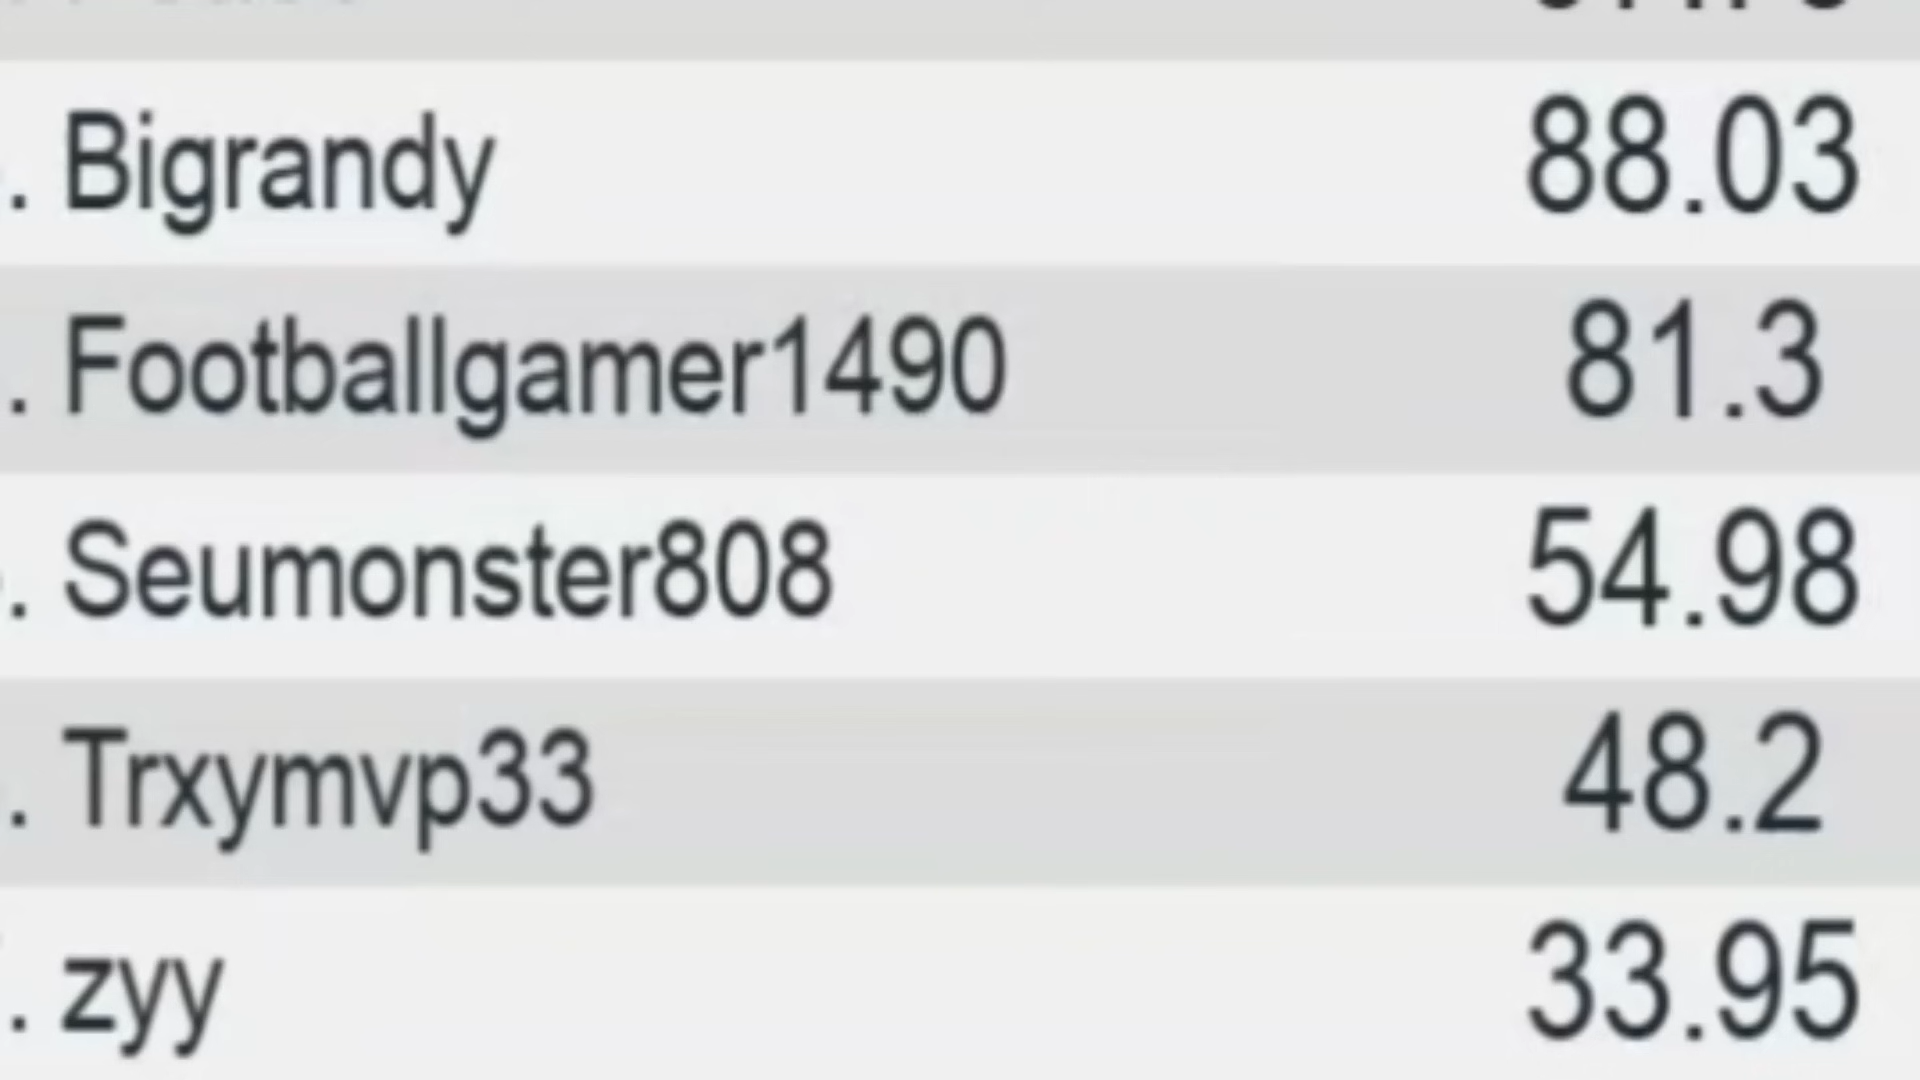 . Bigrandy 88.03
. Footballgamer1490 81.3
. Seumonster808 54.98
. Trxymvp33 48.2
. zyy 33.95